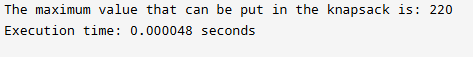 The maximum value that can be put in the knapsack is: 220
Execution time: 0.000048 seconds